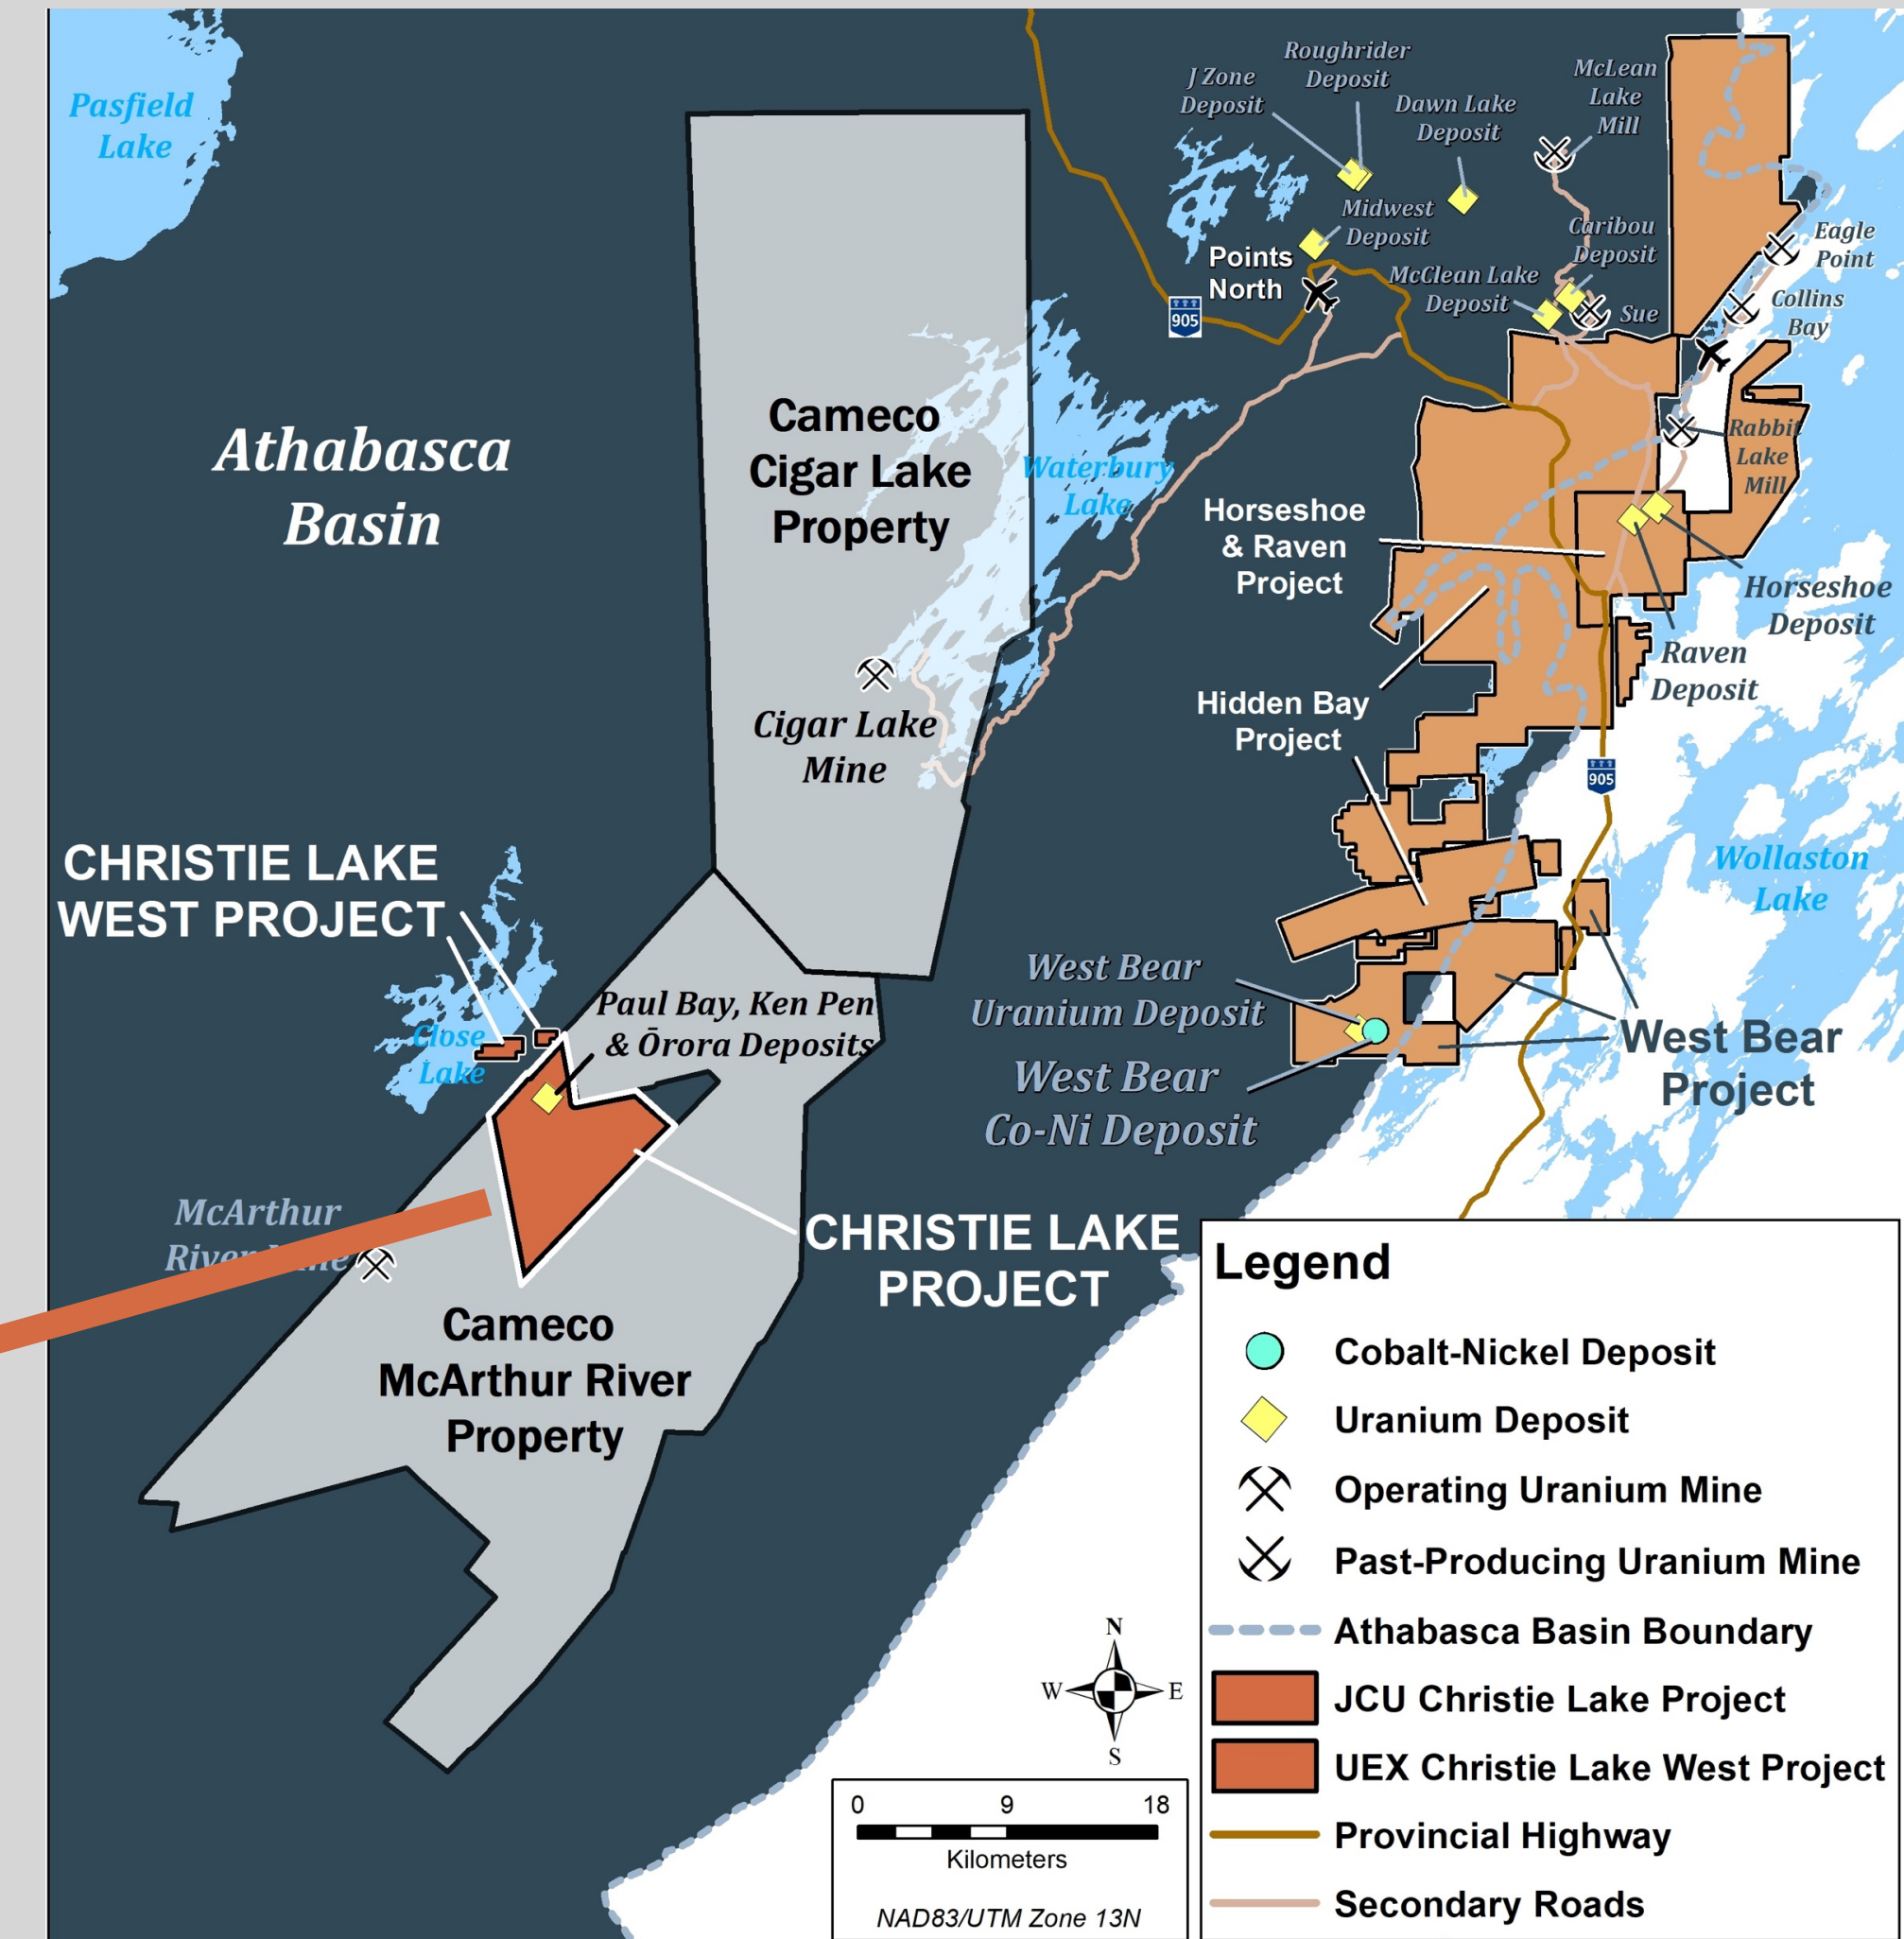 Pasfield
Lake
Athabasca
Basin
Cameco
Cigar Lake
Property
Waterbury
Lake
Cigar Lake
Mine
J Zone
Deposit
Roughrider
Deposit
Dawn Lake
Deposit
McLean
Lake
Mill
Midwest
Deposit
Points
North
905
Caribou
Deposit
McClean Lake
Deposit
Sue
Eagle
Point
Collins
Bay
Rabbit
Lake
Mill
Horseshoe
& Raven
Project
Horseshoe
Deposit
Raven
Deposit
Hidden Bay
Project
905
Wollaston
Lake
CHRISTIE LAKE
WEST PROJECT
Close
Lake
Paul Bay, Ken Pen
& Ōrora Deposits
West Bear
Uranium Deposit
West Bear
Co-Ni Deposit
West Bear
Project
McArthur
CHRISTIE LAKE
PROJECT
Cameco
McArthur River
Property
N
W
E
S
0 9 18
Kilometers
NAD83/UTM Zone 13N
Legend
Cobalt-Nickel Deposit
Uranium Deposit
Operating Uranium Mine
Past-Producing Uranium Mine
Athabasca Basin Boundary
JCU Christie Lake Project
UEX Christie Lake West Project
Provincial Highway
Secondary Roads